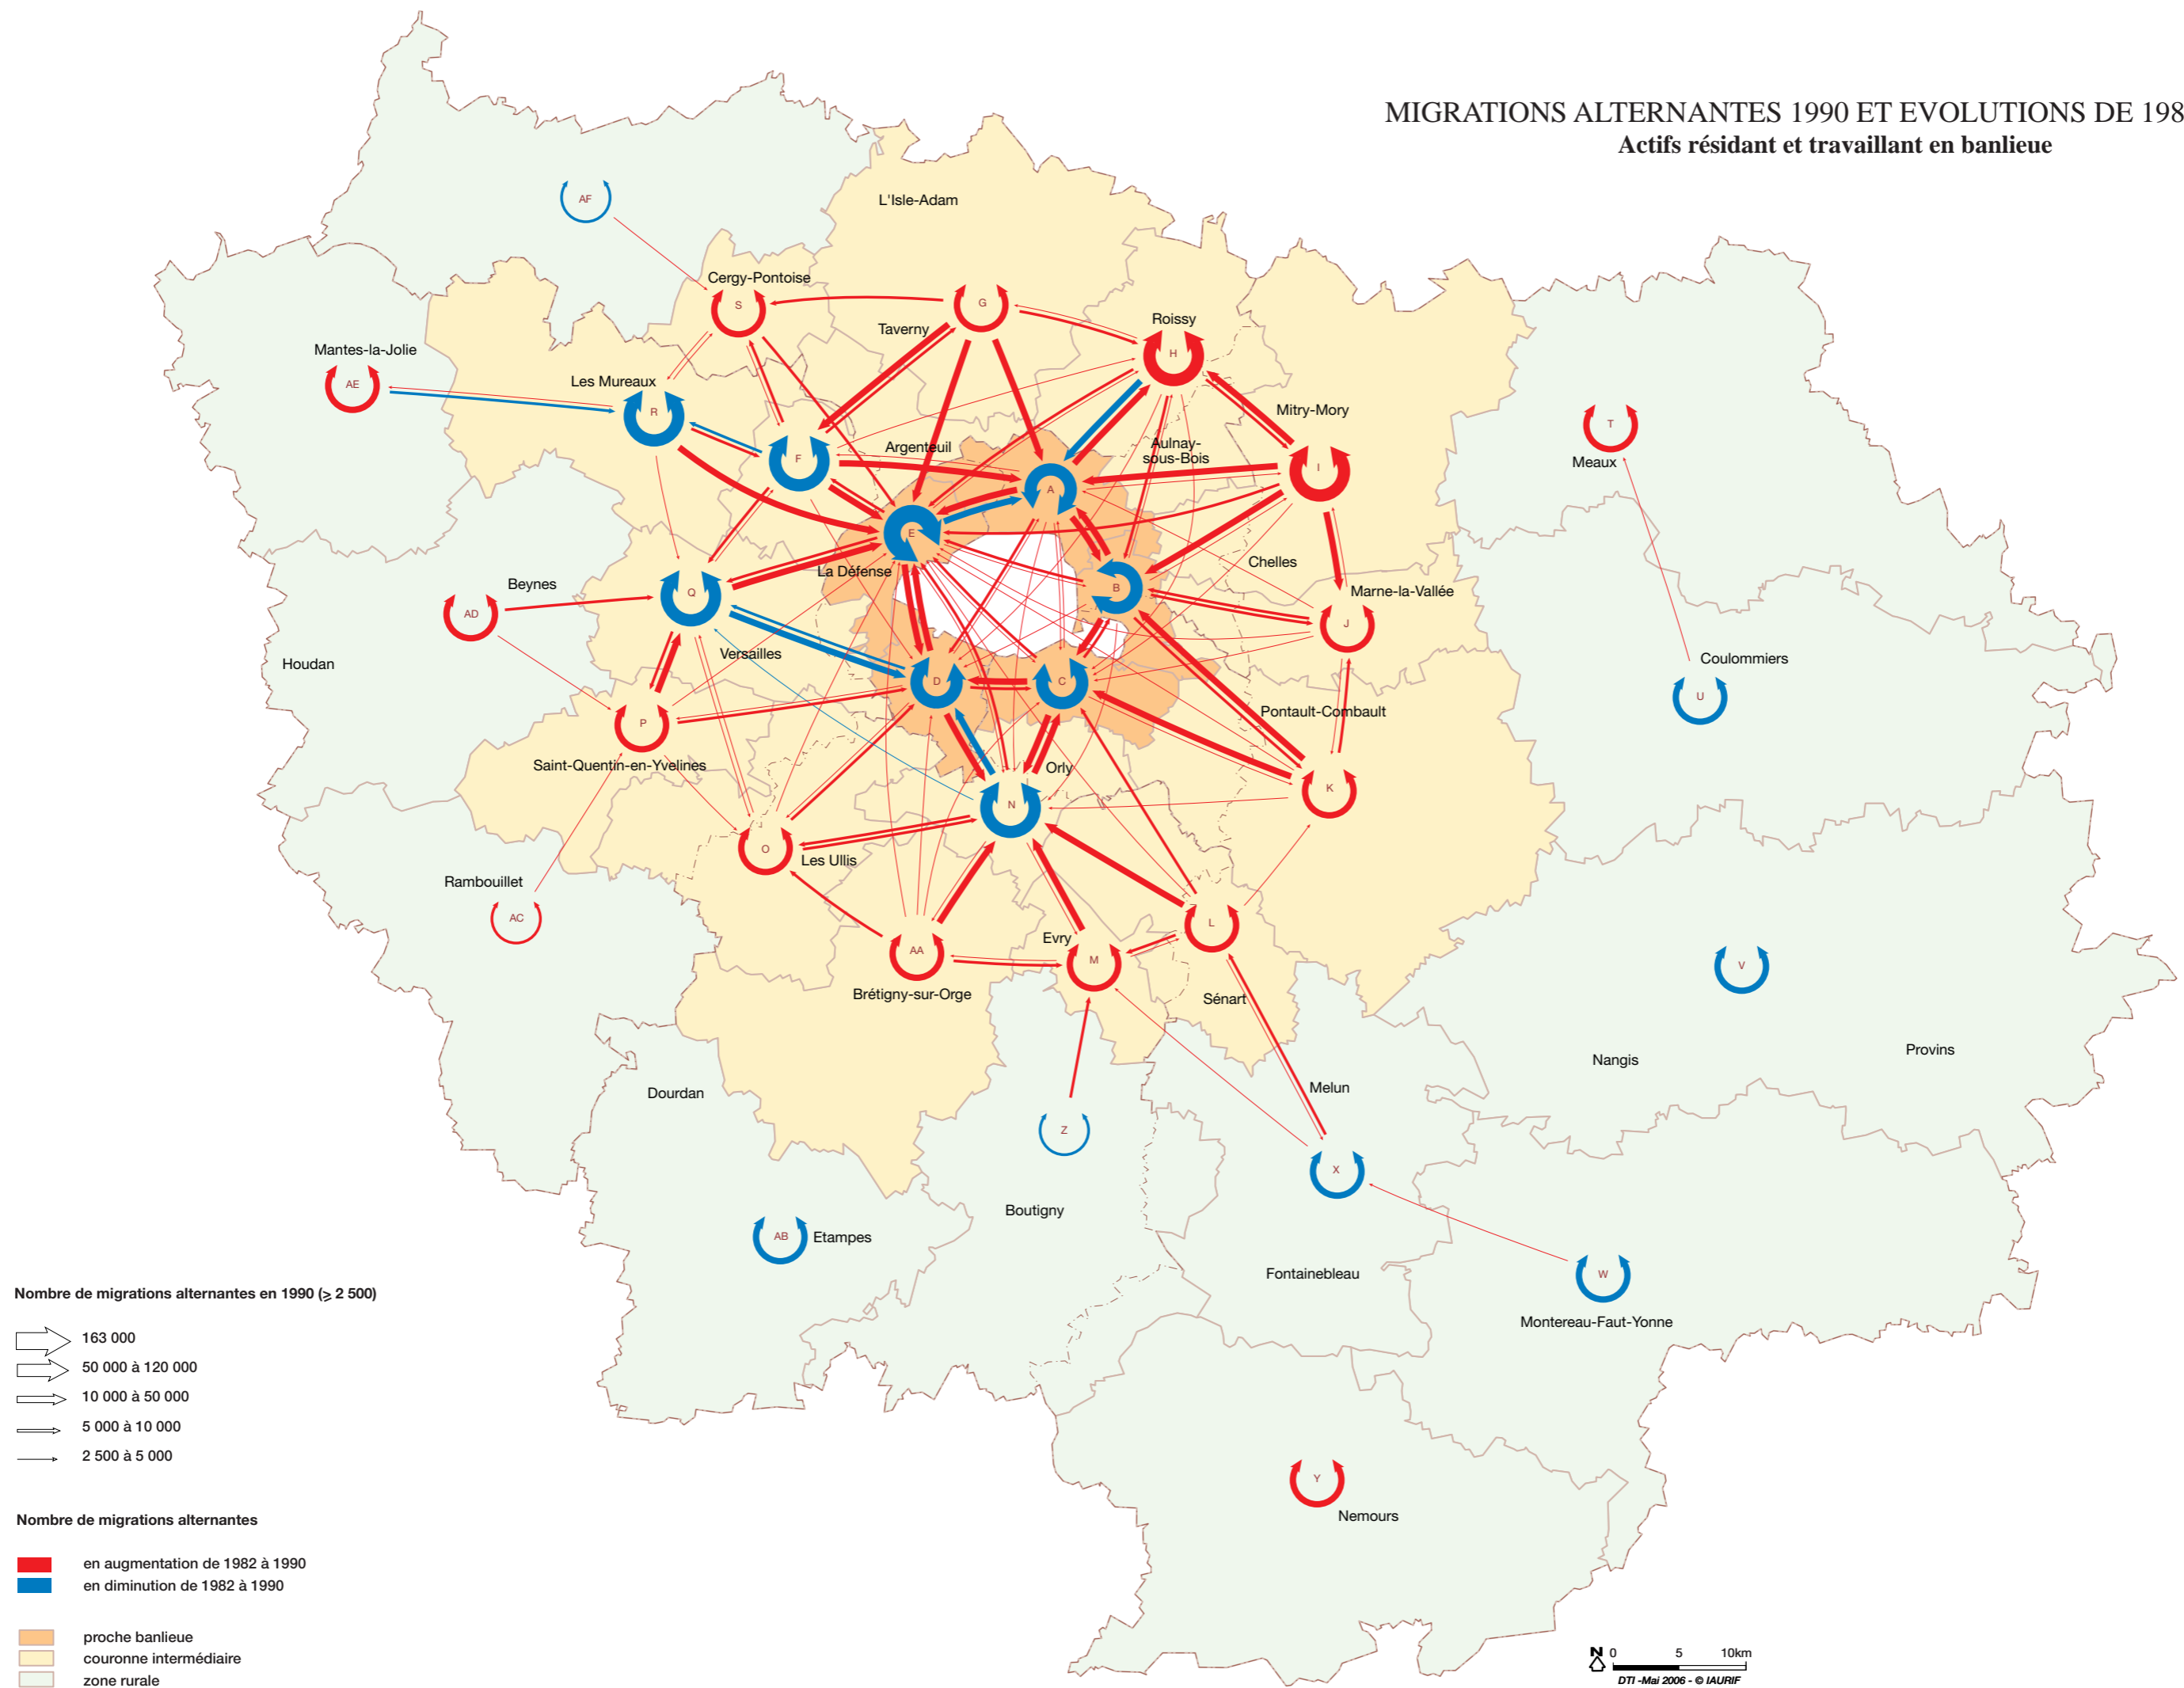 MIGRATIONS ALTERNANTES 1990 ET EVOLUTIONS DE 198
Actifs résidant et travaillant en banlieue
AF
L'Isle-Adam
Cergy-Pontoise
S
G
Taverny
Roissy
H
Mantes-la-Jolie
AE
Les Mureaux
R
Mitry-Mory
T
Meaux
Argenteuil
Aulnay-
sous-Bois
F
I
A
E
La Défense
Chelles
B
Beynes
Q
Marne-la-Vallée
AD
J
Houdan
Versailles
Coulommiers
D
C
U
P
Pontault-Combault
Saint-Quentin-en-Yvelines
Orly
K
N
O
Les Ullis
Rambouillet
AC
L
Evry
AA
M
V
Brétigny-sur-Orge
Sénart
Nangis
Provins
Dourdan
Melun
Z
X
Boutigny
AB
Etampes
Fontainebleau
W
Montereau-Faut-Yonne
Y
Nemours
Nombre de migrations alternantes en 1990 (⩾ 2 500)
163 000
50 000 à 120 000
10 000 à 50 000
5 000 à 10 000
2 500 à 5 000
Nombre de migrations alternantes
en augmentation de 1982 à 1990
en diminution de 1982 à 1990
proche banlieue
couronne intermédiaire
zone rurale
N 0 5 10km
DTI -Mai 2006 - © IAURIF